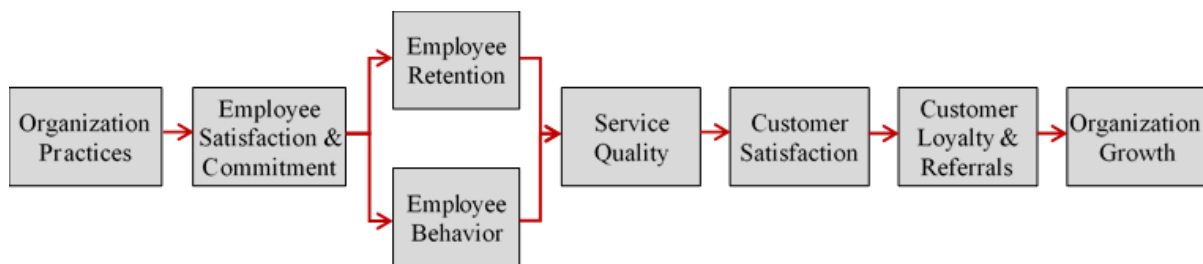 Organization
Practices
Employee
Satisfaction &
Commitment
Employee
Retention
Employee
Behavior
Service
Quality
Customer
Satisfaction
Customer
Loyalty &
Referrals
Organization
Growth